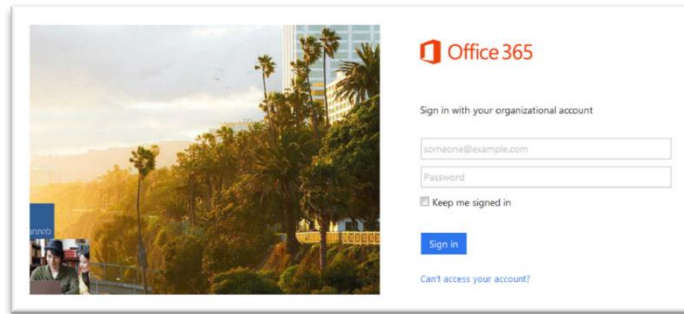 Office 365
Sign in with your organizational account
someone@example.com
Password
Keep me signed in
Sign in
Can't access your account?